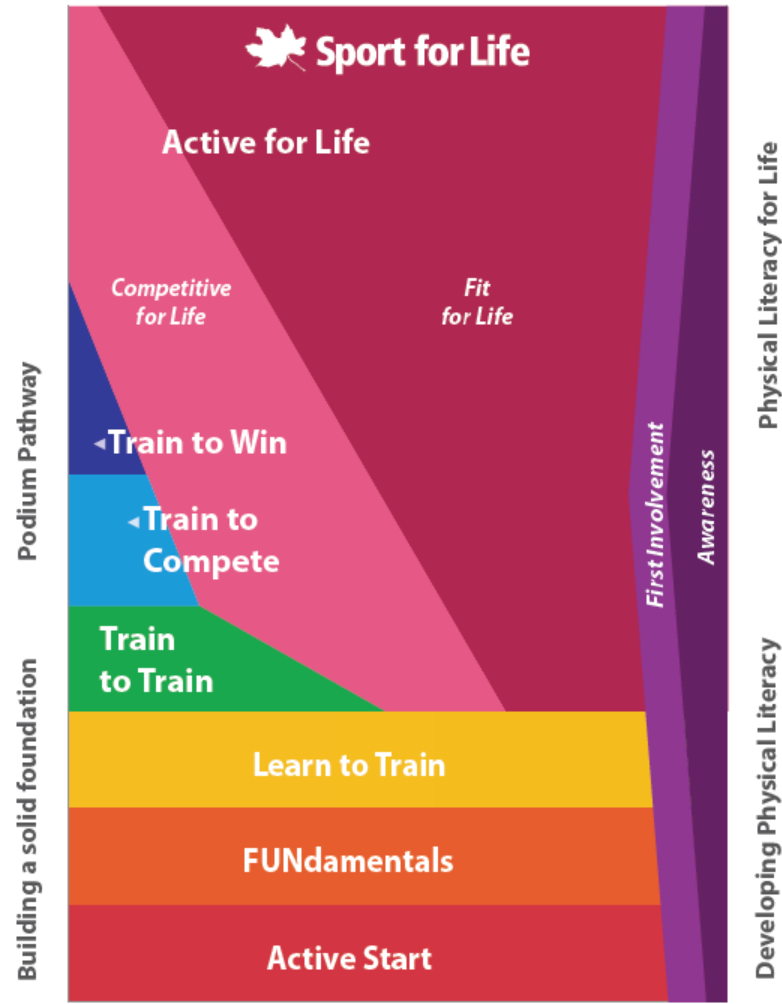 Sport for Life
Active for Life
Competitive
for Life
Fit
for Life
Train to Win
Train to
Compete
Train
to Train
Learn to Train
FUNdamentals
Active Start
First Involvement
Awareness
Podium Pathway
Building a solid foundation
Physical Literacy for Life
Developing Physical Literacy